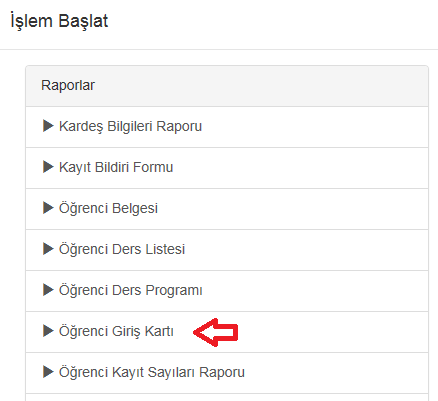 İşlem Başlat
Raporlar
Kardeş Bilgileri Raporu
Kayıt Bildiri Formu
Öğrenci Belgesi
Öğrenci Ders Listesi
Öğrenci Ders Programı
Öğrenci Giriş Kartı
Öğrenci Kayıt Sayıları Raporu